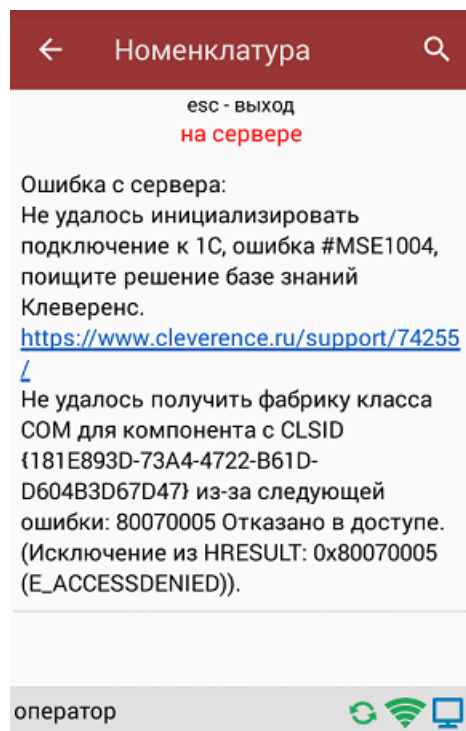 Номенклатура
esc - выход
на сервере
Ошибка с сервера:
Не удалось инициализировать
подключение к 1С, ошибка #MSE1004,
поищите решение базе знаний
Клеверенс.
https://www.cleverence.ru/support/74255
/
Не удалось получить фабрику класса
COM для компонента с CLSID
{181E893D-73A4-4722-B61D-
D604B3D67D47} из-за следующей
ошибки: 80070005 Отказано в доступе.
(Исключение из HRESULT: 0x80070005
(E_ACCESSDENIED)).
оператор